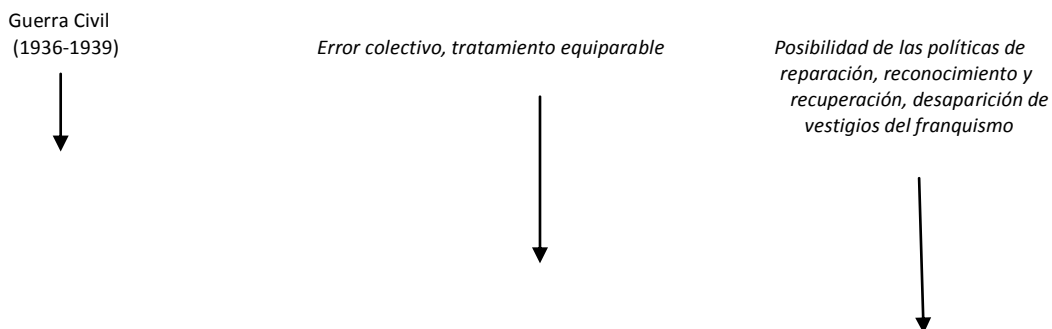 Guerra Civil
(1936-1939)
Error colectivo, tratamiento equiparable
Posibilidad de las políticas de
reparación, reconocimiento y
recuperación, desaparición de
vestigios del franquismo